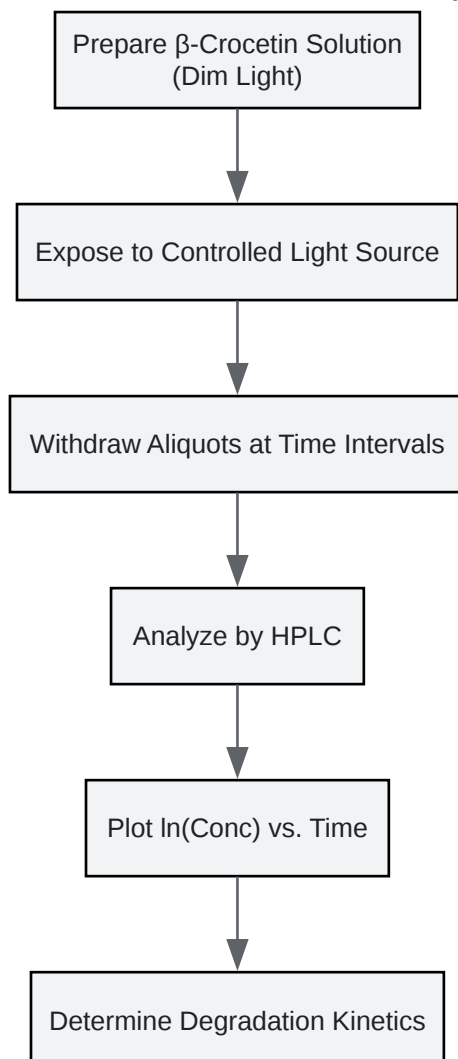 Prepare β-Crocetin Solution
(Dim Light)
Expose to Controlled Light Source
Withdraw Aliquots at Time Intervals
Analyze by HPLC
Plot ln(Conc) vs. Time
Determine Degradation Kinetics